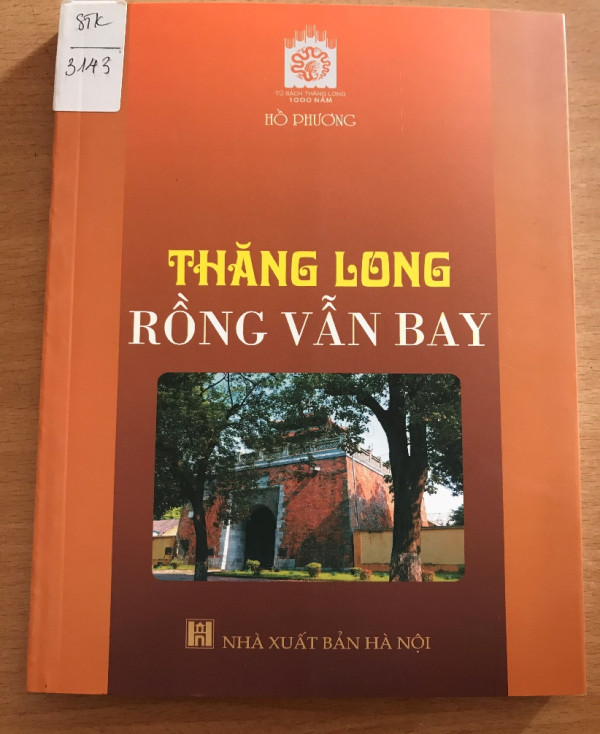 STK
3143
TỦ SÁCH THĂNG LONG
1000 NĂM
HỒ PHƯƠNG
THĂNG LONG
RỒNG VẪN BAY
NHÀ XUẤT BẢN HÀ NỘI